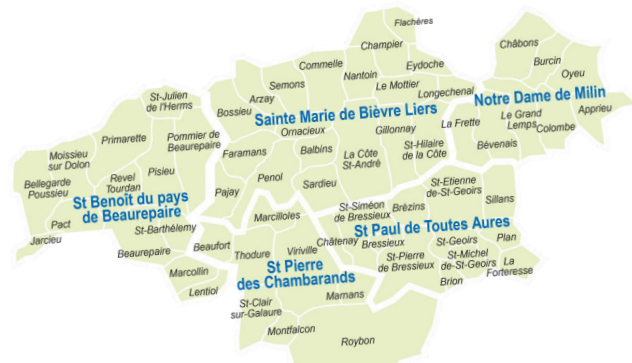 Flachères
Champier
Châbons
Commelle
Eydoche
Burcin
Nantoin
Oyeu
Semons
Le Mottier
St-Julien
de l'Herms
Arzay
Longechenal
Bossieu
Notre Dame de Milin
Sainte Marie de Bièvre Liers
Apprieu
Le Grand
Lemps
Colombe
La Frette
Ornacieux
Gillonnay
Primarette
Pommier de
Beaurepaire
Bévenais
St-Hilaire
de la Côte
Faramans
Balbins
La Côte
St-André
Moissieu
sur Dolon
Pisieu
Revel
Tourdan
Penol
Sardieu
Bellegarde
Poussieu
Pajay
St-Etienne
de-St-Geoirs
Sillans
St Benoît du pays
de Beaurepaire
St-Siméon
de Bressieux
Brézins
Marcilloles
Pact
St-Barthélemy
St Paul de Toutes Aures
Jarcieu
Beaufort
Châtenay
Bressieux
St-Geoirs
Plan
Beaurepaire
Thodure
Viriville
St-Pierre
de Bressieux
St-Michel
de-St-Geoirs
La
Forteresse
St Pierre
des Chambarands
Marcollin
Brion
Lentiol
Marnans
St-Clair
sur-Galaure
Montfalcon
Roybon